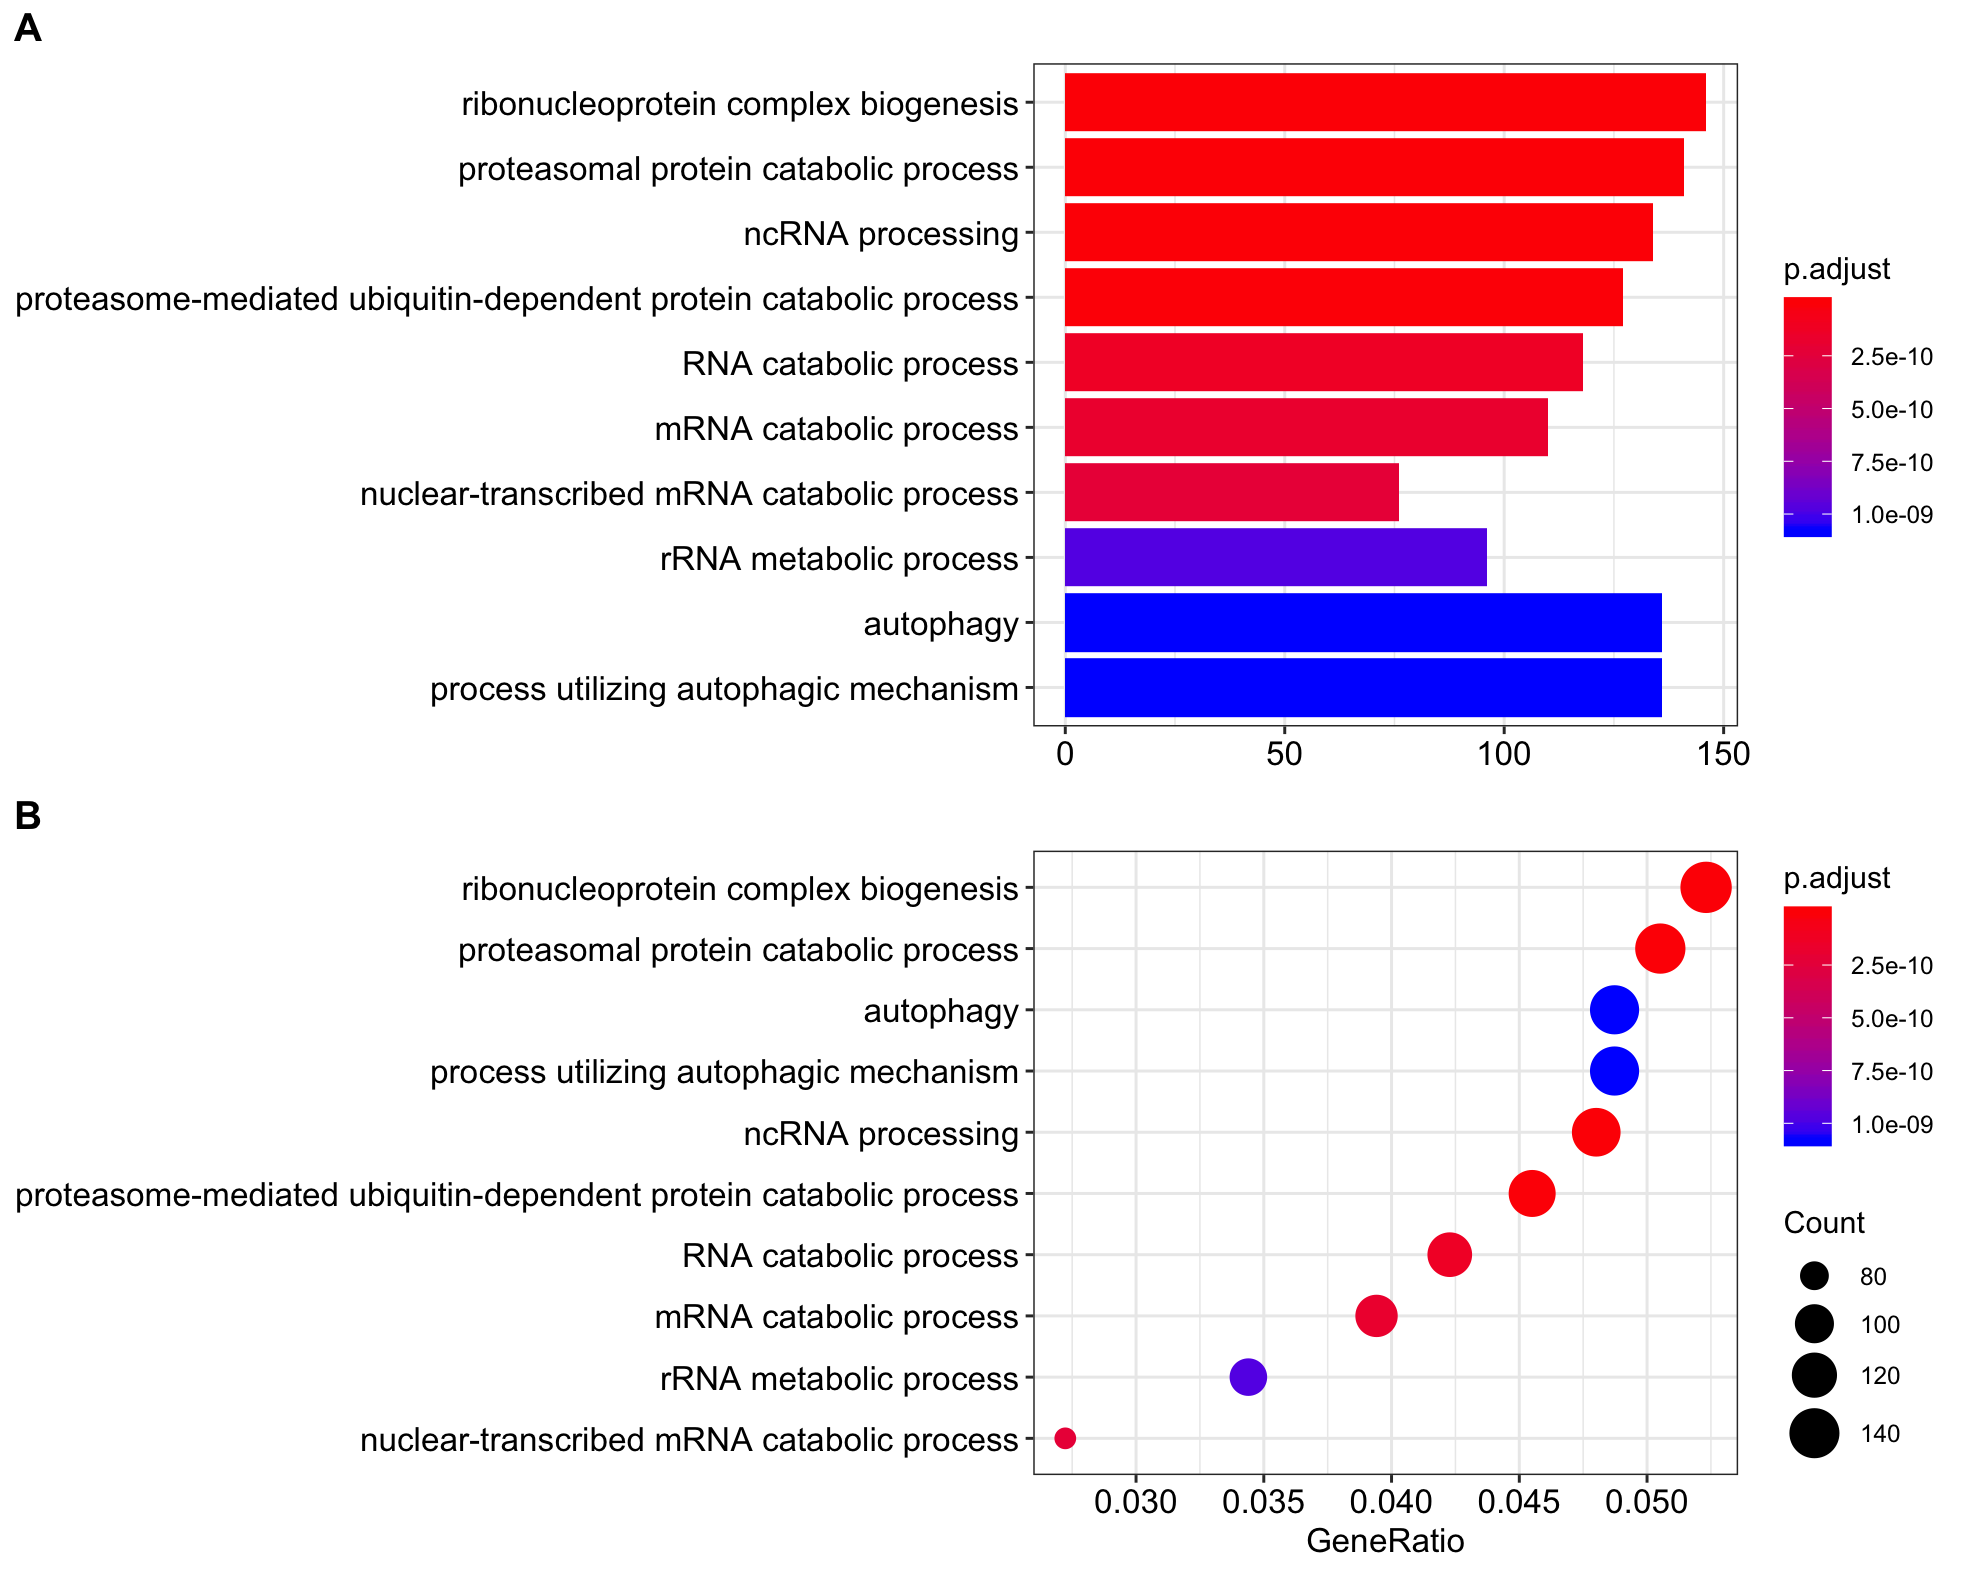 A
ribonucleoprotein complex biogenesis
proteasomal protein catabolic process
ncRNA processing
proteasome-mediated ubiquitin-dependent protein catabolic process
RNA catabolic process
mRNA catabolic process
nuclear-transcribed mRNA catabolic process
rRNA metabolic process
autophagy
process utilizing autophagic mechanism
0 50 100 150
p.adjust
2.5e-10
5.0e-10
7.5e-10
1.0e-09
B
ribonucleoprotein complex biogenesis
proteasomal protein catabolic process
autophagy
process utilizing autophagic mechanism
ncRNA processing
proteasome-mediated ubiquitin-dependent protein catabolic process
RNA catabolic process
mRNA catabolic process
rRNA metabolic process
nuclear-transcribed mRNA catabolic process
0.030 0.035 0.040 0.045 0.050
GeneRatio
p.adjust
2.5e-10
5.0e-10
7.5e-10
1.0e-09
Count
80
100
120
140